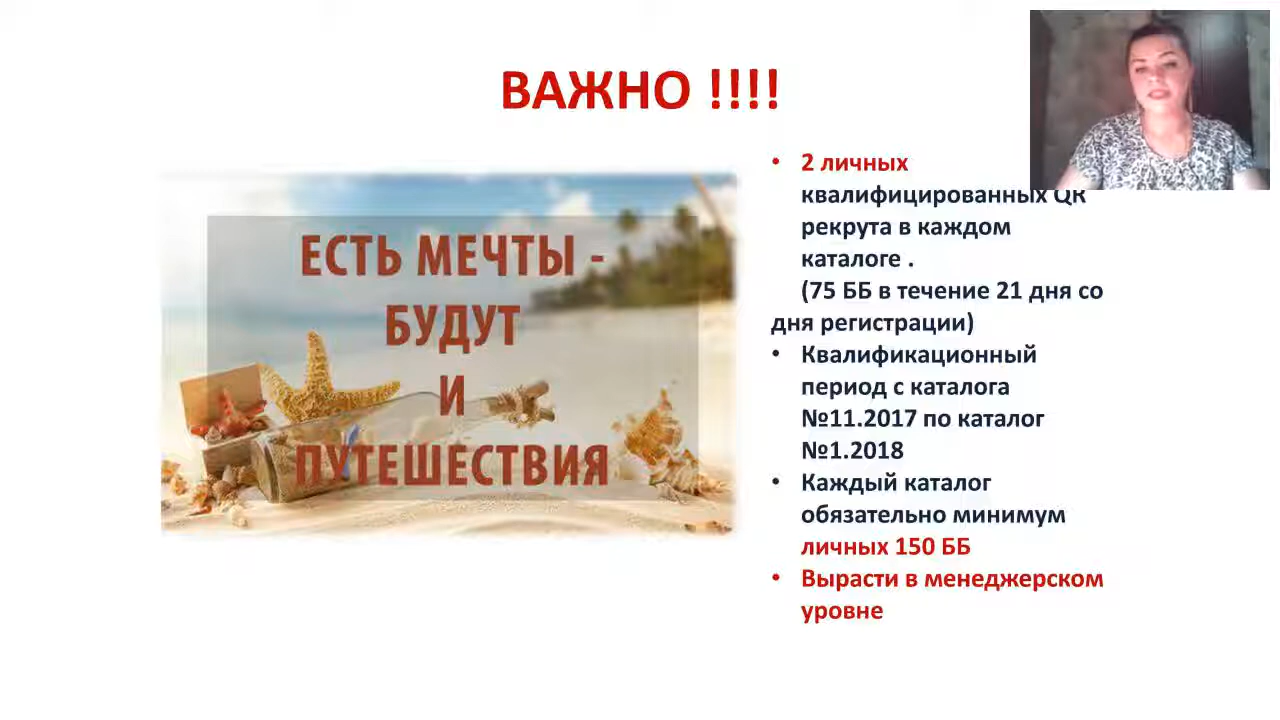 ВАЖНО !!!!
ЕСТЬ МЕЧТЫ -
БУДУТ
И
ПУТЕШЕСТВИЯ
• 2 личных
квалифицированных QR
рекрута в каждом
каталоге .
(75 ББ в течение 21 дня со
дня регистрации)
• Квалификационный
период с каталога
№11.2017 по каталог
№1.2018
• Каждый каталог
обязательно минимум
личных 150 ББ
• Вырасти в менеджерском
уровне